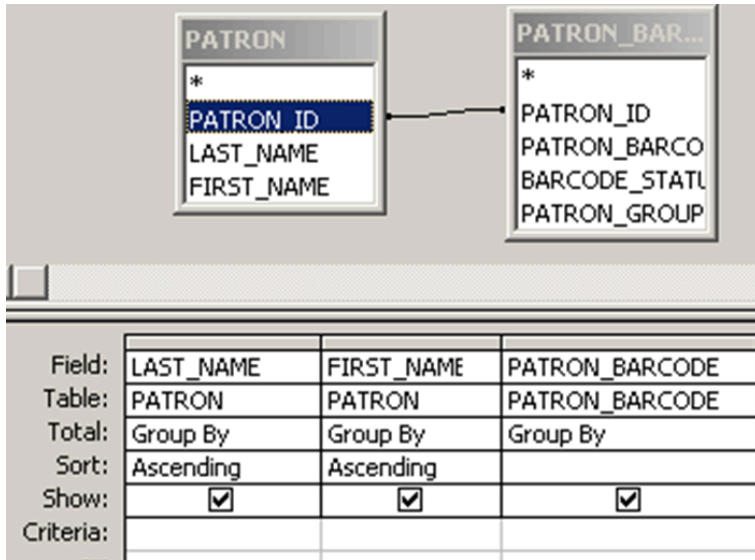 PATRON
*
PATRON_ID
LAST_NAME
FIRST_NAME
PATRON_BAR...
*
PATRON_ID
PATRON_BARCO
BARCODE_STATU
PATRON_GROUP
Field: LAST_NAME FIRST_NAME PATRON_BARCODE
Table: PATRON PATRON PATRON_BARCODE
Total: Group By Group By Group By
Sort: Ascending Ascending
Show:
Criteria: